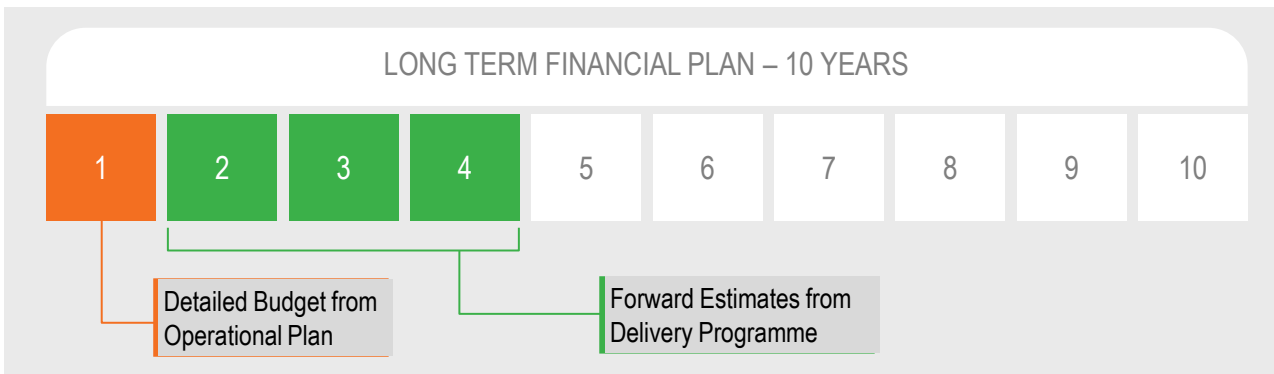 LONG TERM FINANCIAL PLAN – 10 YEARS
1 2 3 4 5 6 7 8 9 10
Detailed Budget from
Operational Plan
Forward Estimates from
Delivery Programme